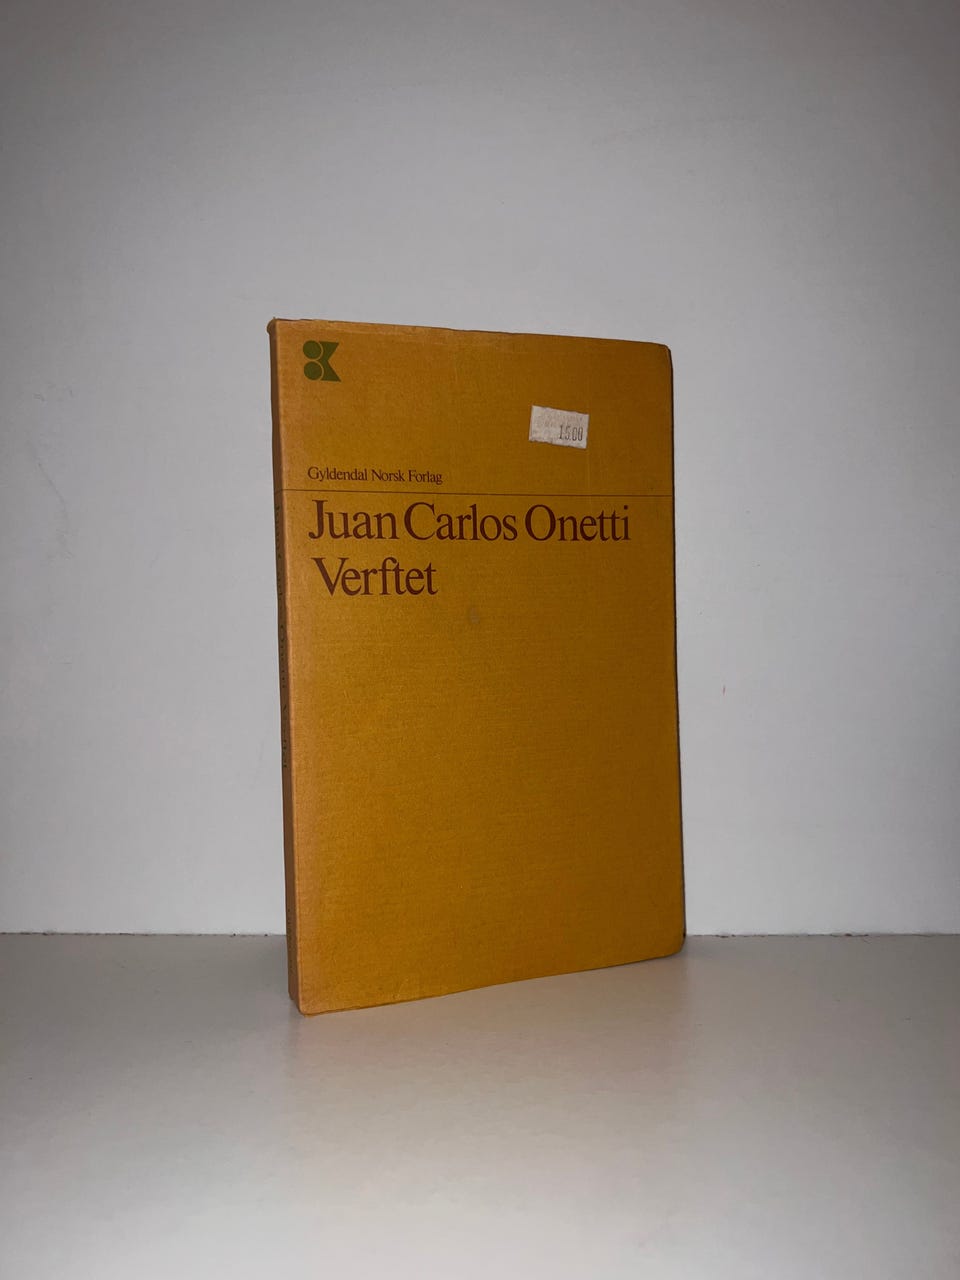 15.00
Gyldendal Norsk Forlag
Juan Carlos Onetti
Verftet